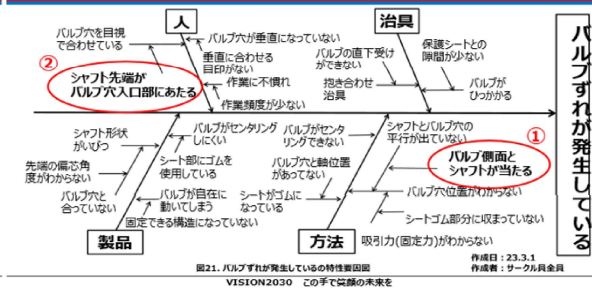 人
治具
バルブ穴を目視
で合わせている
バルブ穴が垂直になっていない
垂直に合わせる
目印がない
②
シャフト先端が
バルブ穴入口部にあたる
作業に不慣れ
作業頻度が少ない
バルブの直下受け
ができない
抱き合わせ
治具
保護シートとの
隙間が少ない
バルブが
ひっかかる
バルブずれが発生している
シャフト形状
がいびつ
バルブがセンタリング
しにくい
先端の偏芯角
度がわからない
シート部にゴムを
使用している
バルブ穴と
合っていない
バルブが自在に
動いてしまう
固定できる構造になっていない
製品
バルブがセンタ
リングできない
シャフトとバルブ穴の
平行が出ていない
①
バルブ側面と
シャフトが当たる
バルブ穴と軸位置
があってない
バルブ穴位置がわからない
シートがゴムに
なっている
シートゴム部分に収まっていない
吸引力(固定力)がわからない
方法
作成日：23.3.1
作成者：サークル員全員
図21. バルブずれが発生しているの特性要因図
VISION2030 この手で笑顔の未来を